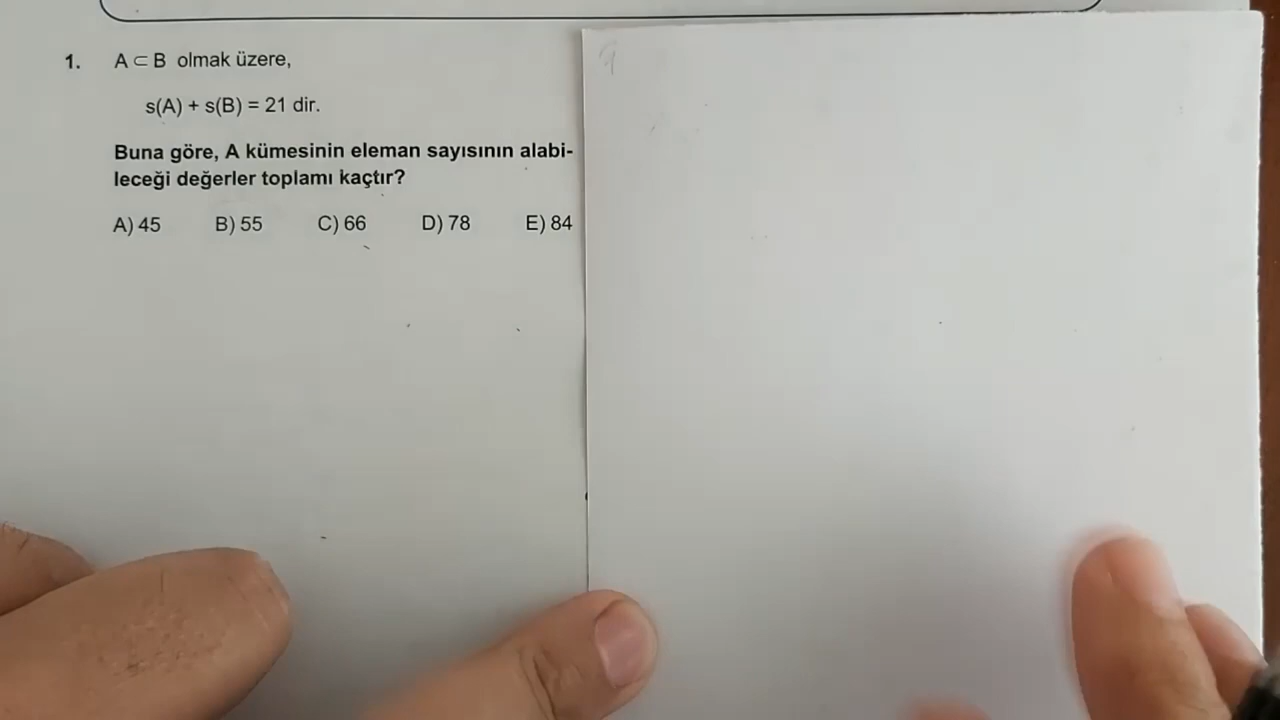 1. A ⊂ B olmak üzere,
s(A) + s(B) = 21 dir.
Buna göre, A kümesinin eleman sayısının alabi-
leceği değerler toplamı kaçtır?
A) 45 B) 55 C) 66 D) 78 E) 84